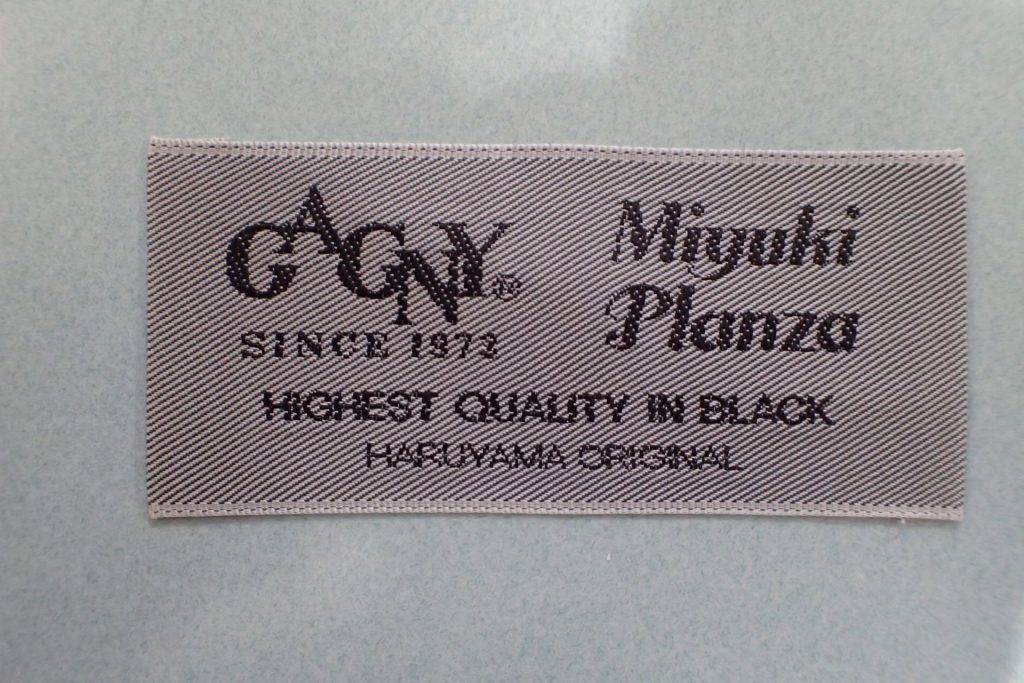 GAGNY®
SINCE 1972
Miyuki
Planza
HIGHEST QUALITY IN BLACK
HARUYAMA ORIGINAL